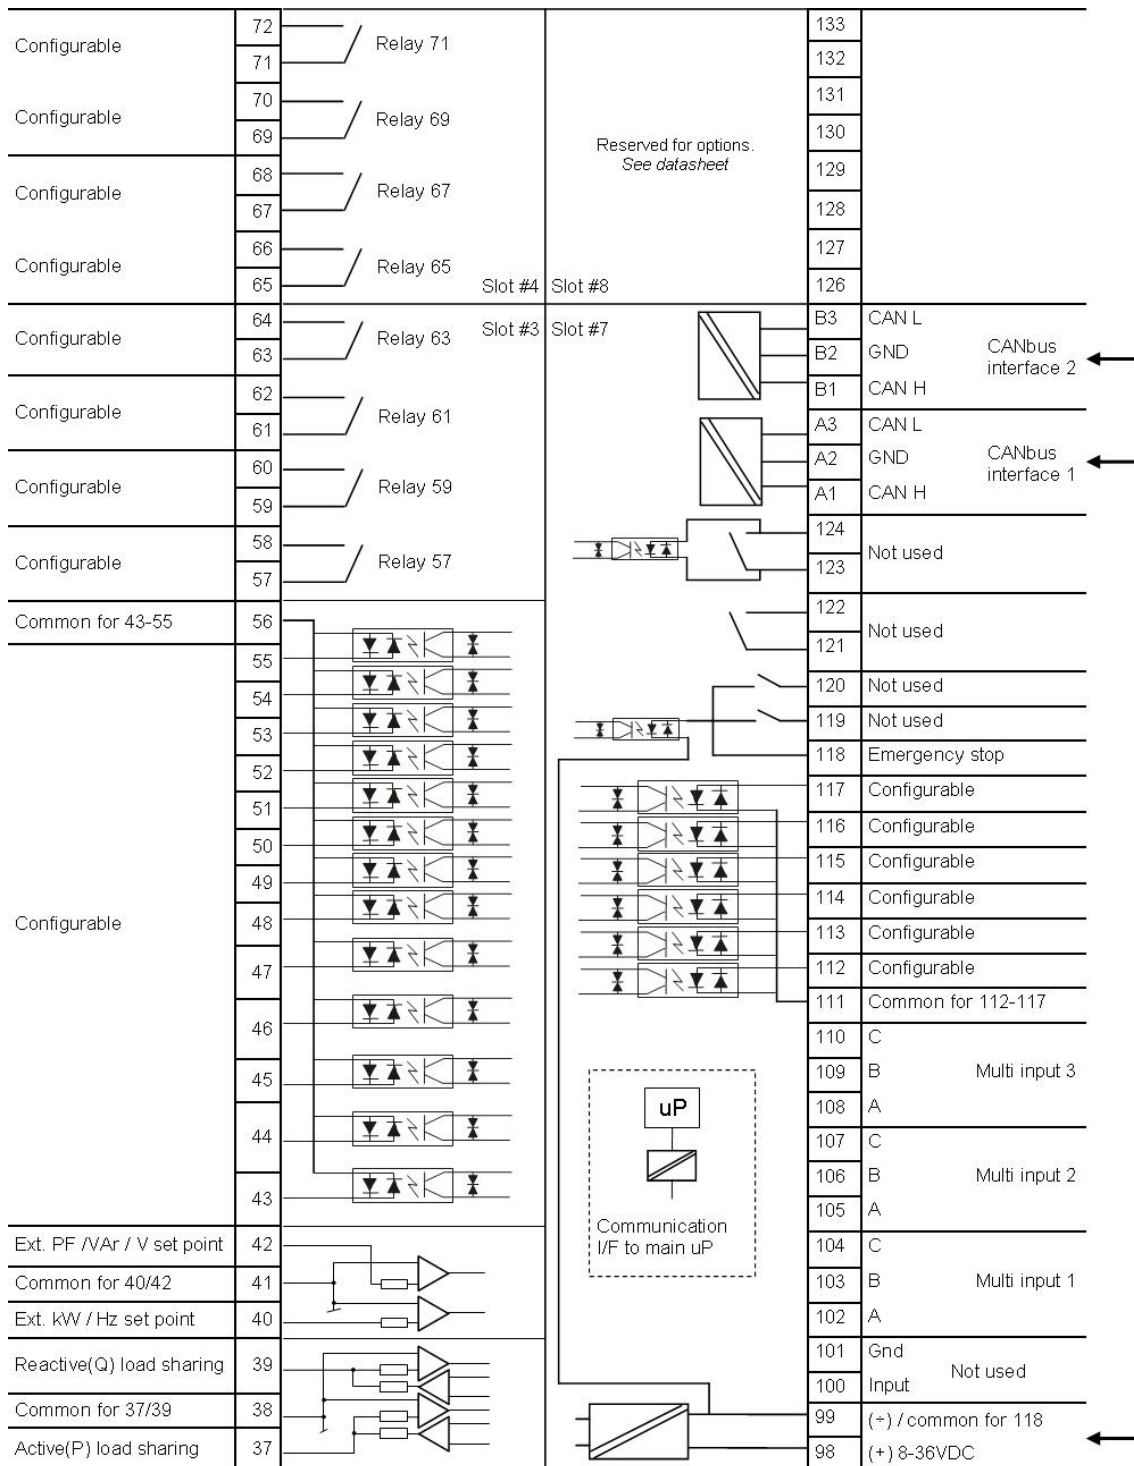 Configurable
72
71
Relay 71
Configurable
70
69
Relay 69
Configurable
68
67
Relay 67
Configurable
66
65
Relay 65
Slot #4
Configurable
64
63
Relay 63
Slot #3
Configurable
62
61
Relay 61
Configurable
60
59
Relay 59
Configurable
58
57
Relay 57
Common for 43-55
56
55
54
53
52
51
50
49
Configurable
48
47
46
45
44
43
Ext. PF /VAr / V set point
42
Common for 40/42
41
Ext. kW / Hz set point
40
Reactive(Q) load sharing
39
Common for 37/39
38
Active(P) load sharing
37
Reserved for options.
See datasheet
Slot #8
133
132
131
130
129
128
127
126
Slot #7
B3 CAN L
B2 GND
B1 CAN H
CANbus
interface 2
A3 CAN L
A2 GND
A1 CAN H
CANbus
interface 1
124
123
Not used
122
121
Not used
120 Not used
119 Not used
118 Emergency stop
117 Configurable
116 Configurable
115 Configurable
114 Configurable
113 Configurable
112 Configurable
111 Common for 112-117
110 C
109 B Multi input 3
108 A
107 C
106 B Multi input 2
105 A
104 C
103 B Multi input 1
102 A
101 Gnd
Not used
100 Input
99 (÷) / common for 118
98 (+) 8-36VDC
uP
Communication
I/F to main uP